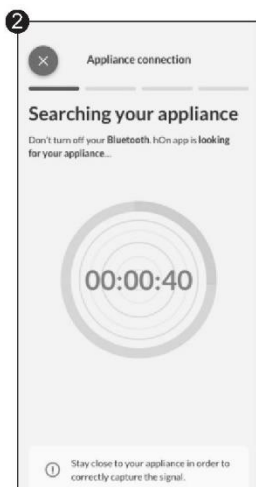 2
Appliance connection
Searching your appliance
Don't turn off your Bluetooth. hOn app is looking
for your appliance...
00:00:40
Stay close to your appliance in order to
correctly capture the signal.